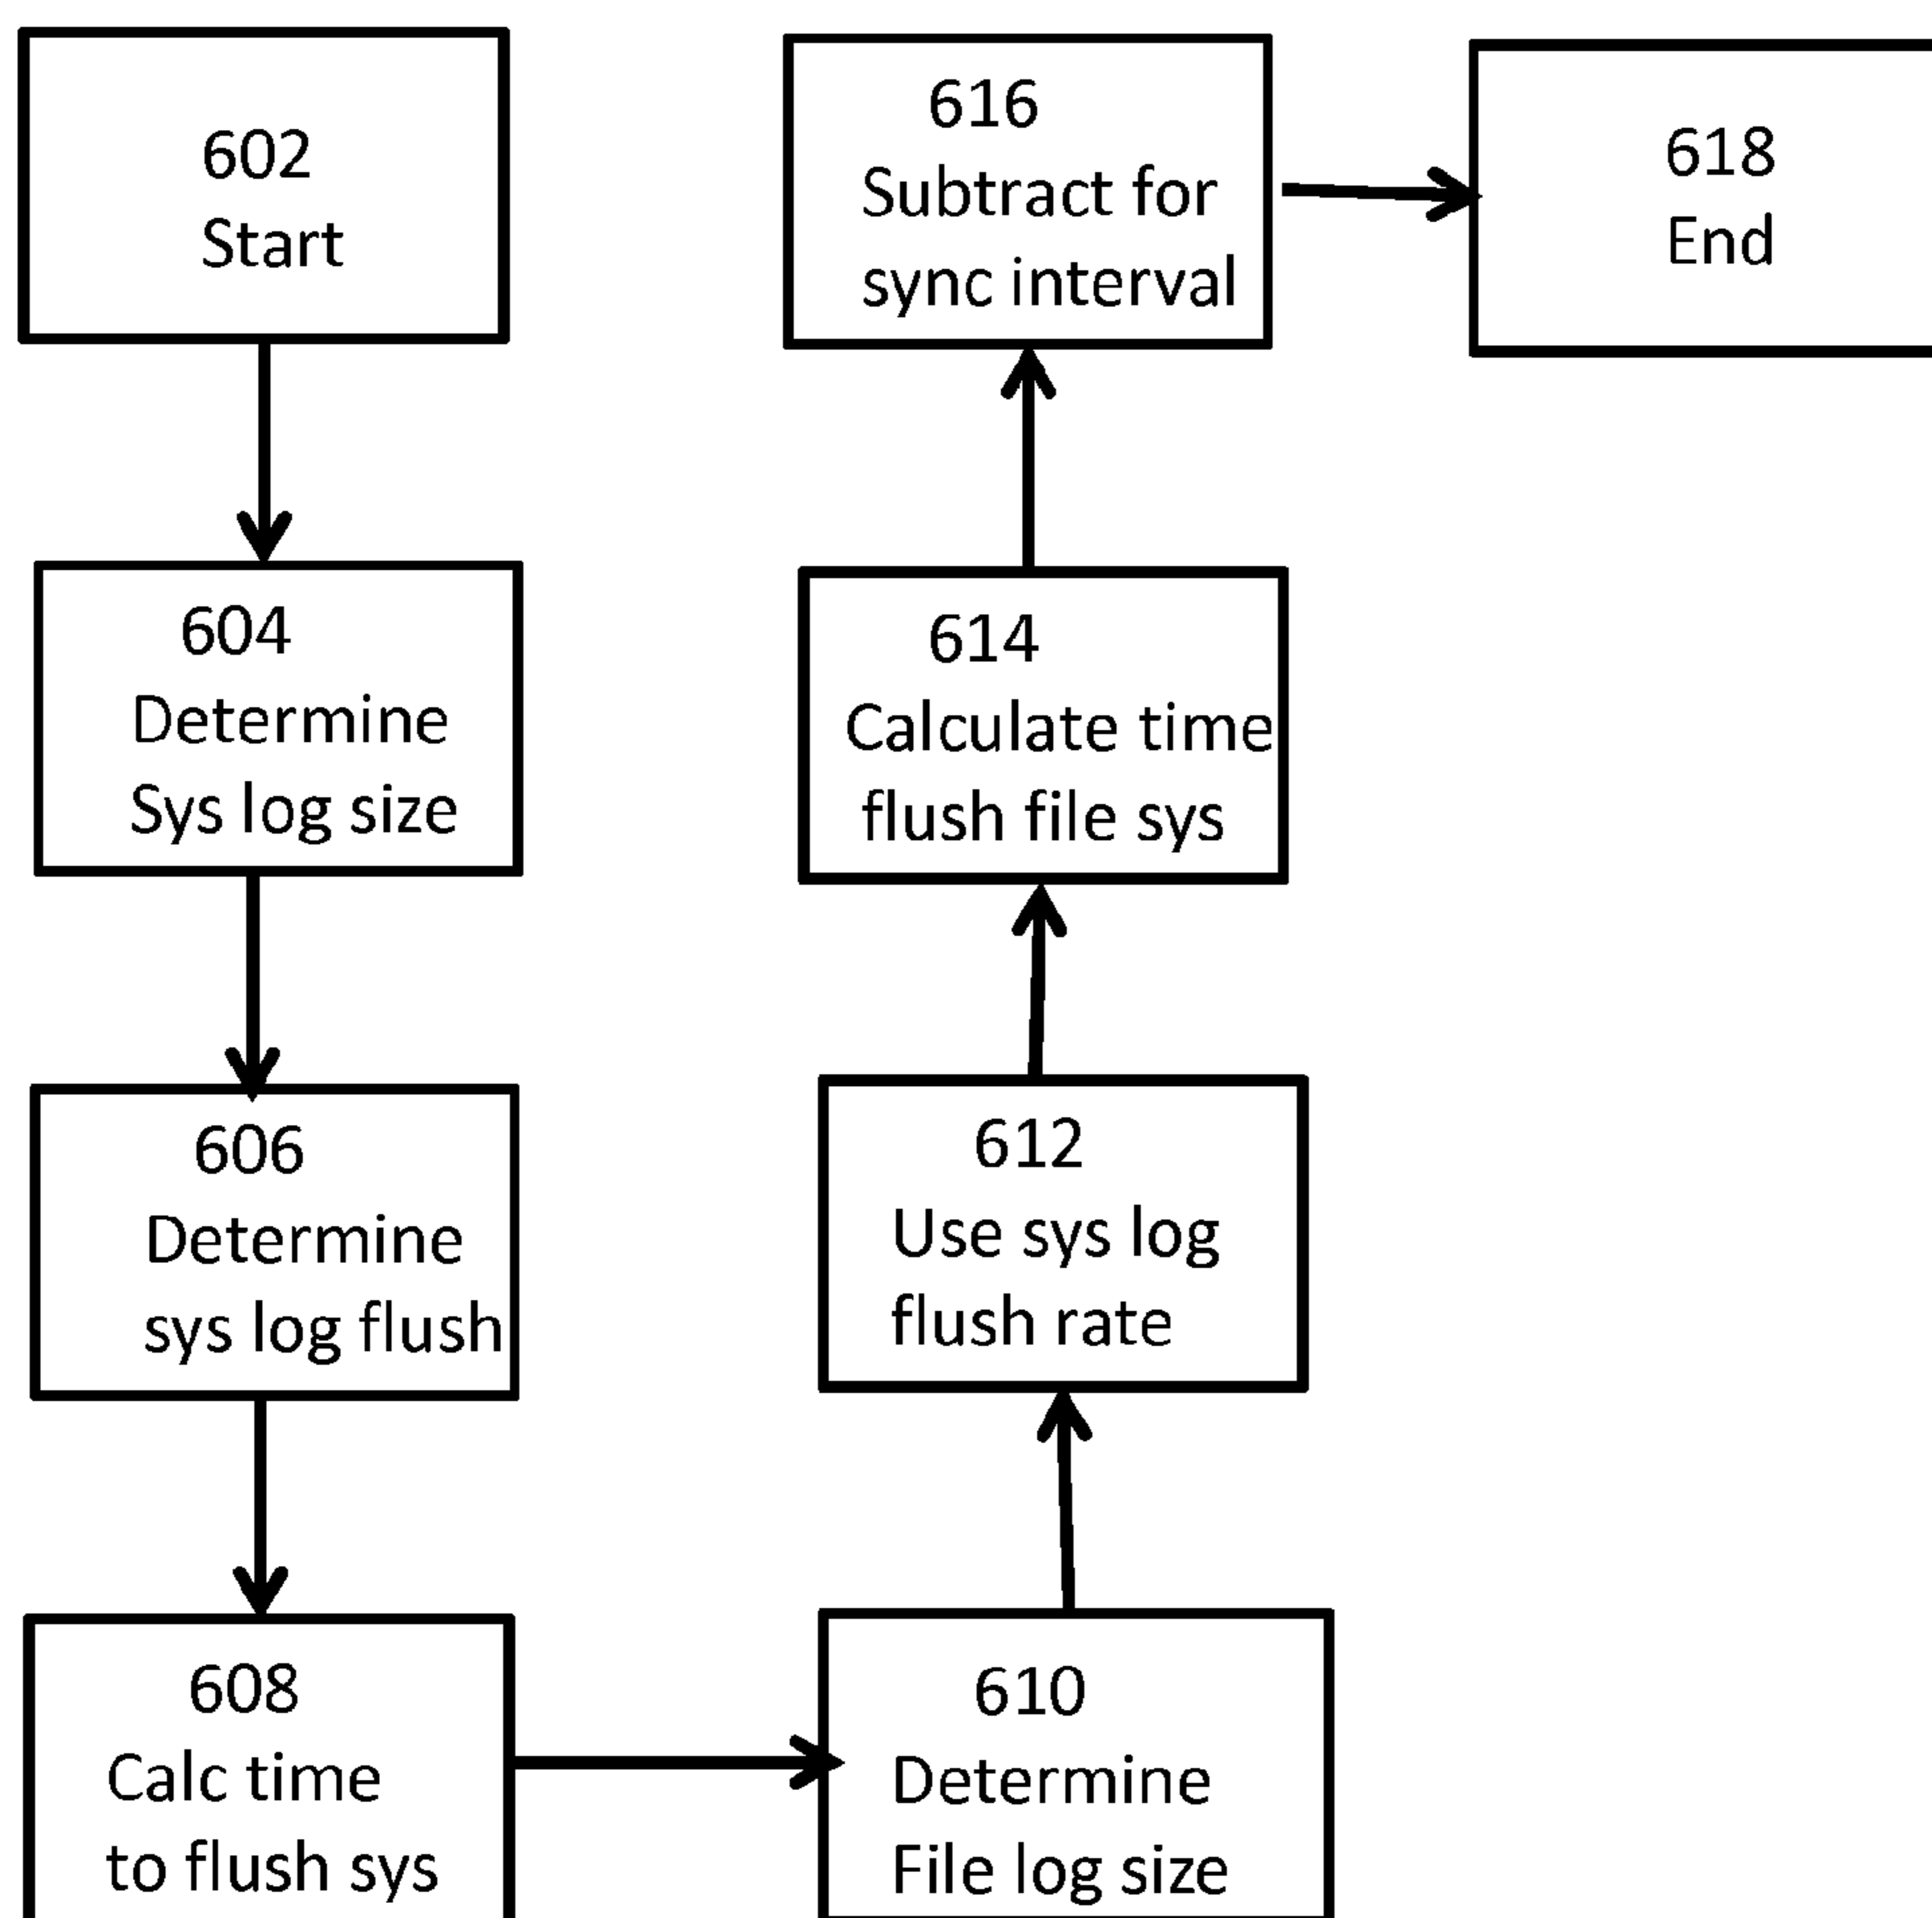 602
Start
604
Determine
Sys log size
606
Determine
sys log flush
608
Calc time
to flush sys
610
Determine
File log size
612
Use sys log
flush rate
614
Calculate time
flush file sys
616
Subtract for
sync interval
618
End